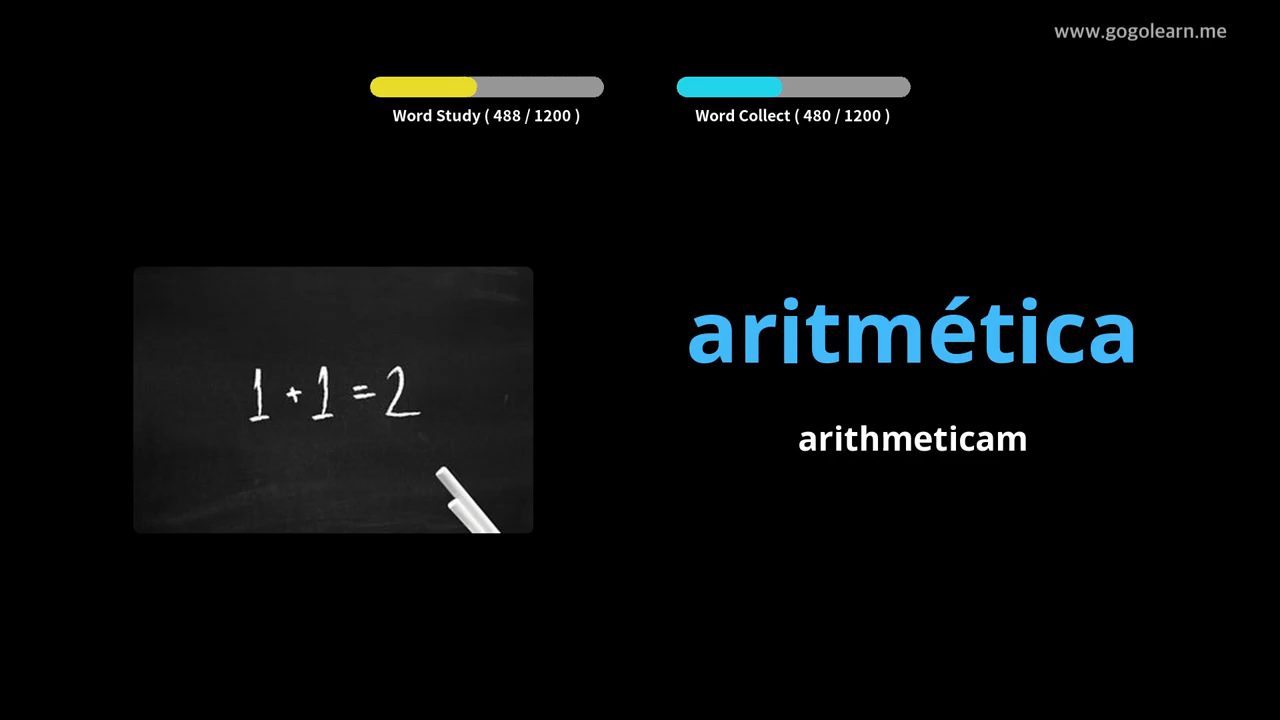 www.gogolearn.me
Word Study ( 488 / 1200 )
Word Collect ( 480 / 1200 )
1 + 1 = 2
aritmética
arithmeticam